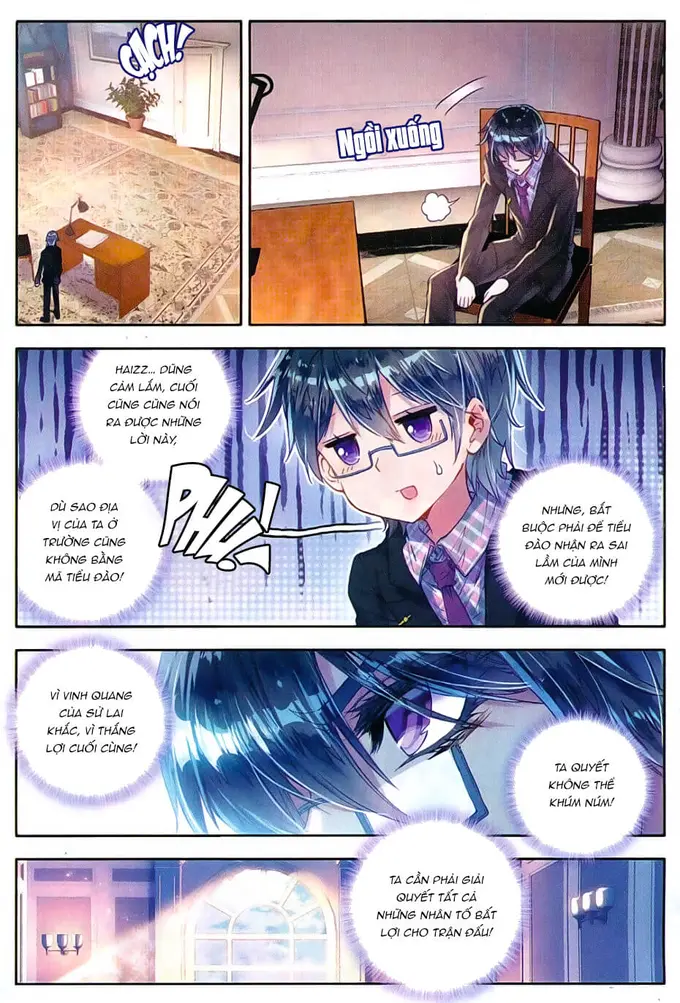 CẠCH!
Ngồi xuống
HAIZZ... DŨNG
CẢM LẮM, CUỐI
CÙNG CŨNG NÓI
RA ĐƯỢC NHỮNG
LỜI NÀY,
DÙ SAO ĐỊA
VỊ CỦA TA Ở
TRƯỜNG CŨNG
KHÔNG BẰNG
MÃ TIỂU ĐÀO!
PHÙ!
NHƯNG, BẮT
BUỘC PHẢI ĐỂ TIỂU
ĐÀO NHẬN RA SAI
LẦM CỦA MÌNH
MỚI ĐƯỢC!
VÌ VINH QUANG
CỦA SỬ LAI
KHẮC, VÌ THẮNG
LỢI CUỐI CÙNG!
TA QUYẾT
KHÔNG THỂ
KHÚM NÚM!
TA CẦN PHẢI GIẢI
QUYẾT TẤT CẢ
NHỮNG NHÂN TỐ BẤT
LỢI CHO TRẬN ĐẤU!